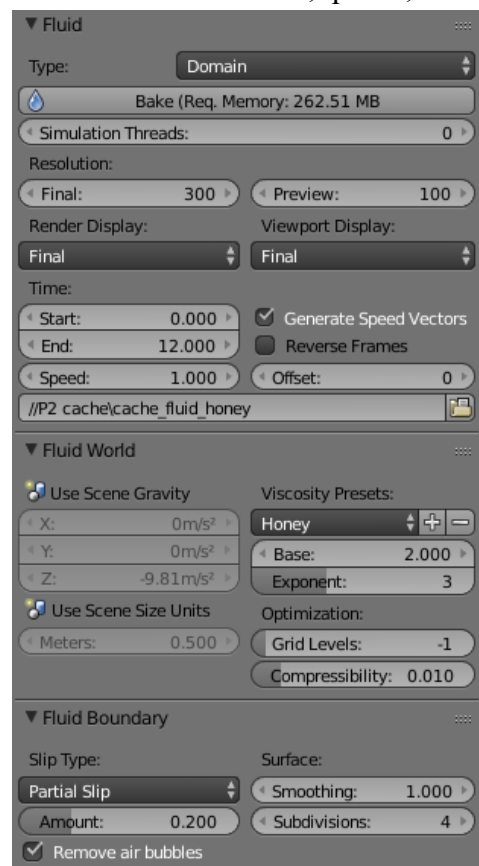 Fluid
Type: Domain
Bake (Req. Memory: 262.51 MB
Simulation Threads: 0
Resolution:
Final: 300 Preview: 100
Render Display: Viewport Display:
Final Final
Time:
Start: 0.000 Generate Speed Vectors
End: 12.000 Reverse Frames
Speed: 1.000 Offset: 0
//P2 cache\cache_fluid_honey
Fluid World
Use Scene Gravity Viscosity Presets:
X: 0m/s² Honey
Y: 0m/s² Base: 2.000
Z: -9.81m/s² Exponent: 3
Use Scene Size Units Optimization:
Meters: 0.500 Grid Levels: -1
Compressibility: 0.010
Fluid Boundary
Slip Type: Surface:
Partial Slip Smoothing: 1.000
Amount: 0.200 Subdivisions: 4
Remove air bubbles